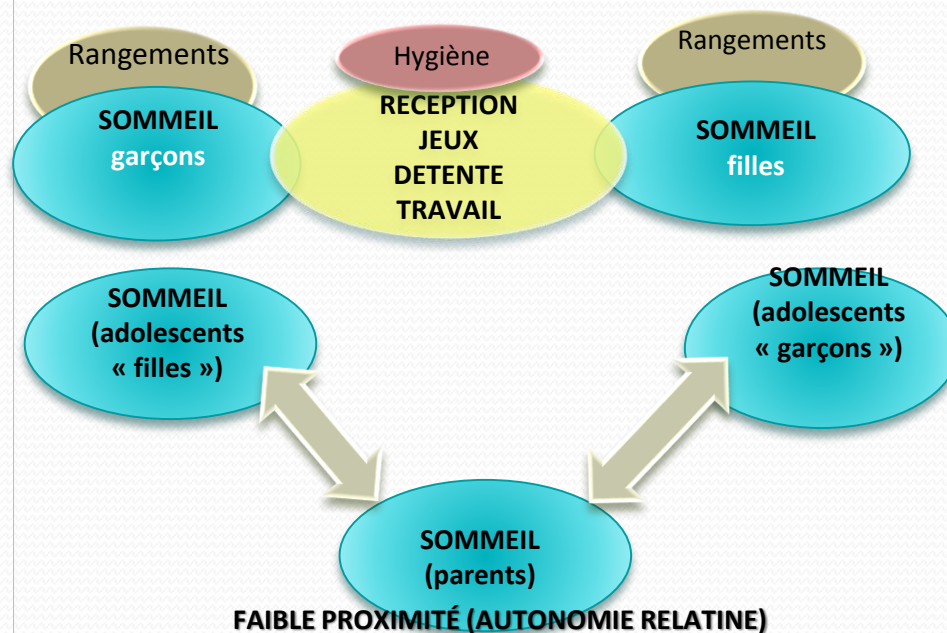 Rangements
Hygiène
Rangements
SOMMEIL
garçons
RECEPTION
JEUX
DETENTE
TRAVAIL
SOMMEIL
filles
SOMMEIL
(adolescents
« filles »)
SOMMEIL
(adolescents
« garçons »)
SOMMEIL
(parents)
FAIBLE PROXIMITÉ (AUTONOMIE RELATINE)